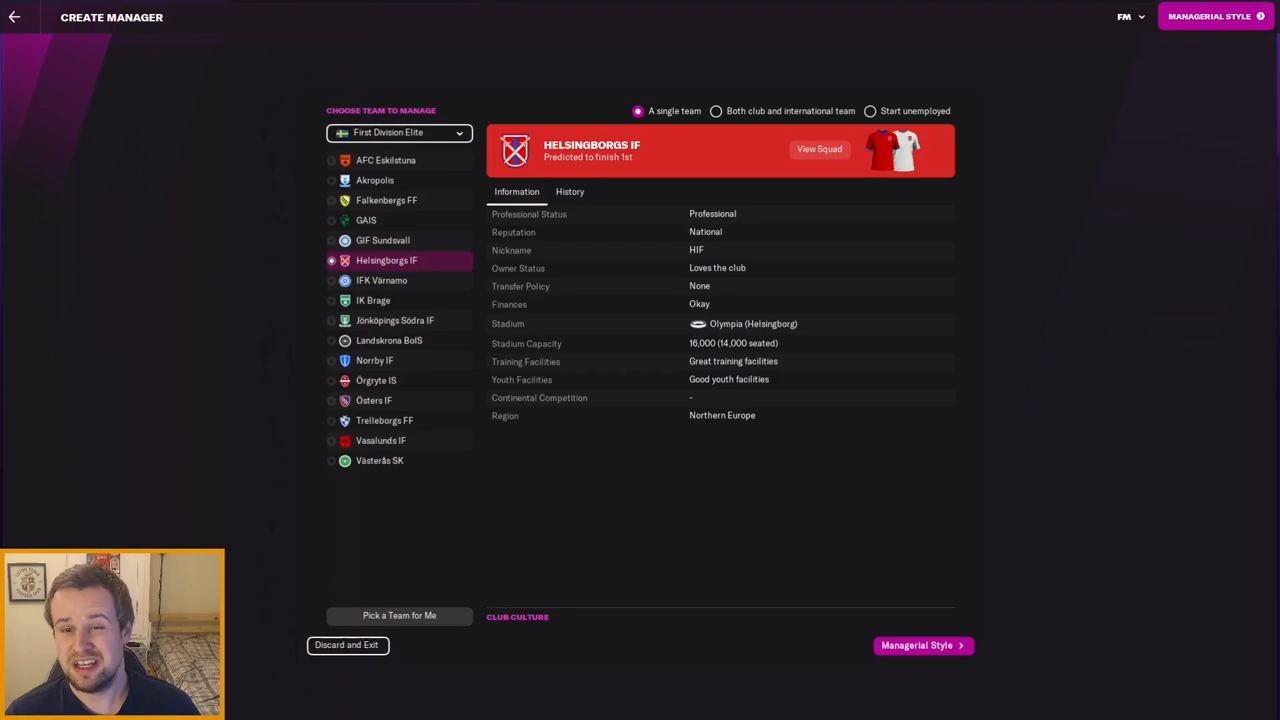 CREATE MANAGER
FM
MANAGERIAL STYLE
CHOOSE TEAM TO MANAGE
A single team
Both club and international team
Start unemployed
First Division Elite
AFC Eskilstuna
Akropolis
Falkenbergs FF
GAIS
GIF Sundsvall
Helsingborgs IF
IFK Värnamo
IK Brage
Jönköpings Södra IF
Landskrona BoIS
Norrby IF
Örgryte IS
Östers IF
Trelleborgs FF
Vasalunds IF
Västerås SK
HELSINGBORGS IF
Predicted to finish 1st
View Squad
Information
History
Professional Status Professional
Reputation National
Nickname HIF
Owner Status Loves the club
Transfer Policy None
Finances Okay
Stadium Olympia (Helsingborg)
Stadium Capacity 16,000 (14,000 seated)
Training Facilities Great training facilities
Youth Facilities Good youth facilities
Continental Competition -
Region Northern Europe
Pick a Team for Me
CLUB CULTURE
Discard and Exit
Managerial Style